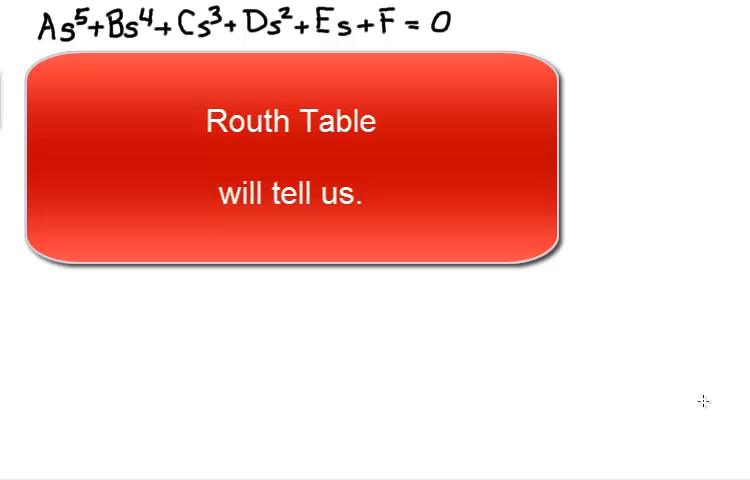 As⁵+Bs⁴+Cs³+Ds²+Es+F=0
Routh Table
will tell us.